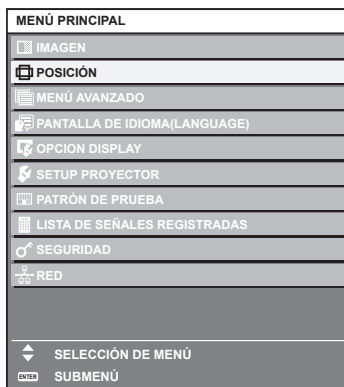 MENÚ PRINCIPAL
IMAGEN
POSICIÓN
MENÚ AVANZADO
PANTALLA DE IDIOMA(LANGUAGE)
OPCION DISPLAY
SETUP PROYECTOR
PATRÓN DE PRUEBA
LISTA DE SEÑALES REGISTRADAS
SEGURIDAD
RED
SELECCIÓN DE MENÚ
ENTER SUBMENÚ